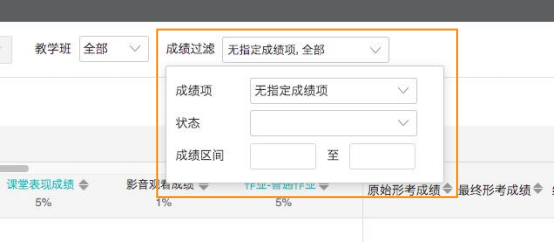 教学班 全部 成绩过滤 无指定成绩项, 全部
成绩项 无指定成绩项
状态
成绩区间 至
课堂表现成绩 影音观看成绩 作业-普通作业 原始形考成绩 最终形考成绩
5% 1% 5%